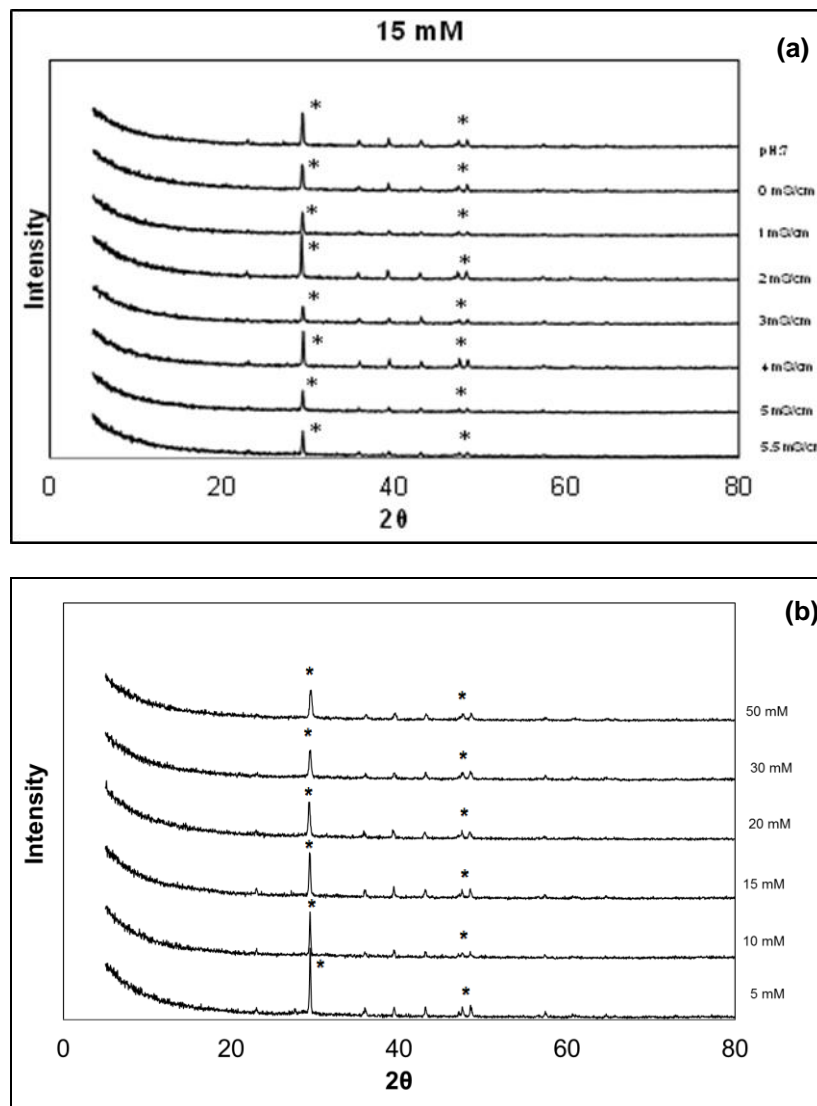 15 mM
(a)
*
*
pH:7
*
*
0 mG/cm
*
*
1 mG/cm
*
*
2 mG/cm
*
*
3mG/cm
*
*
4 mG/cm
*
*
5 mG/cm
*
*
5.5 mG/cm
Intensity
0 20 40 60 80
2θ
(b)
*
*
50 mM
*
*
30 mM
*
*
20 mM
*
*
15 mM
*
*
10 mM
*
*
5 mM
Intensity
0 20 40 60 80
2θ